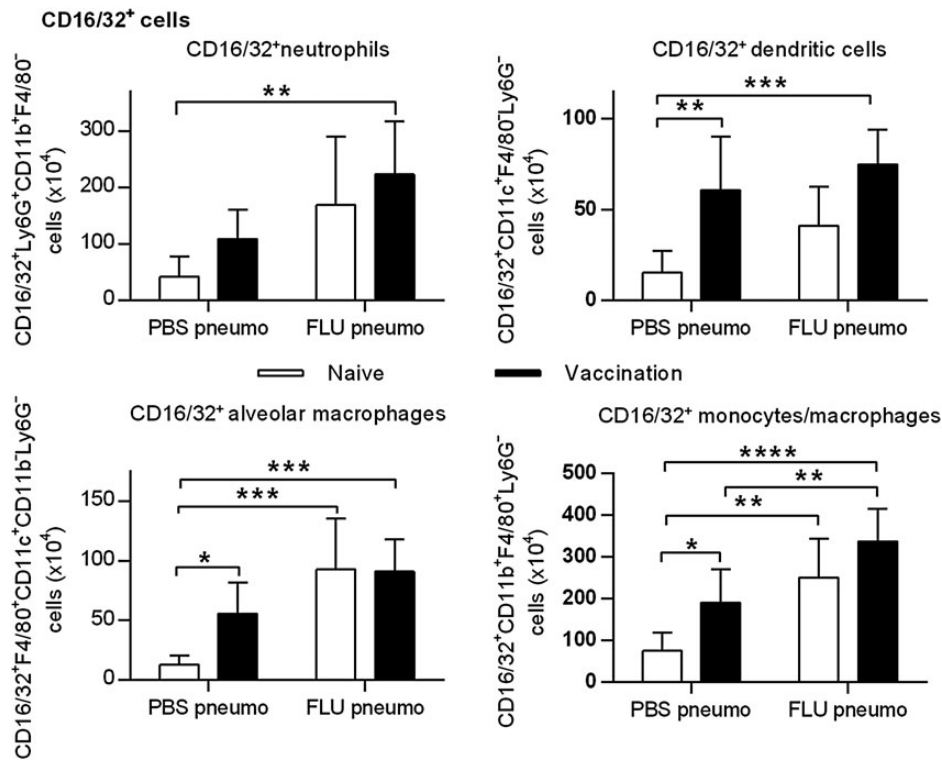 CD16/32⁺ cells
CD16/32⁺neutrophils
CD16/32⁺Ly6G⁺CD11b⁺F4/80⁻
cells (x10⁴)
300
200
100
0
**
PBS pneumo
FLU pneumo
CD16/32⁺ dendritic cells
CD16/32⁺CD11c⁺F4/80⁻Ly6G⁻
cells (x10⁴)
100
50
0
***
**
PBS pneumo
FLU pneumo
Naive
Vaccination
CD16/32⁺ alveolar macrophages
CD16/32⁺F4/80⁺CD11c⁺CD11b⁻Ly6G⁻
cells (x10⁴)
150
100
50
0
***
***
*
PBS pneumo
FLU pneumo
CD16/32⁺ monocytes/macrophages
CD16/32⁺CD11b⁺F4/80⁺Ly6G⁻
cells (x10⁴)
500
400
300
200
100
0
****
**
**
*
PBS pneumo
FLU pneumo